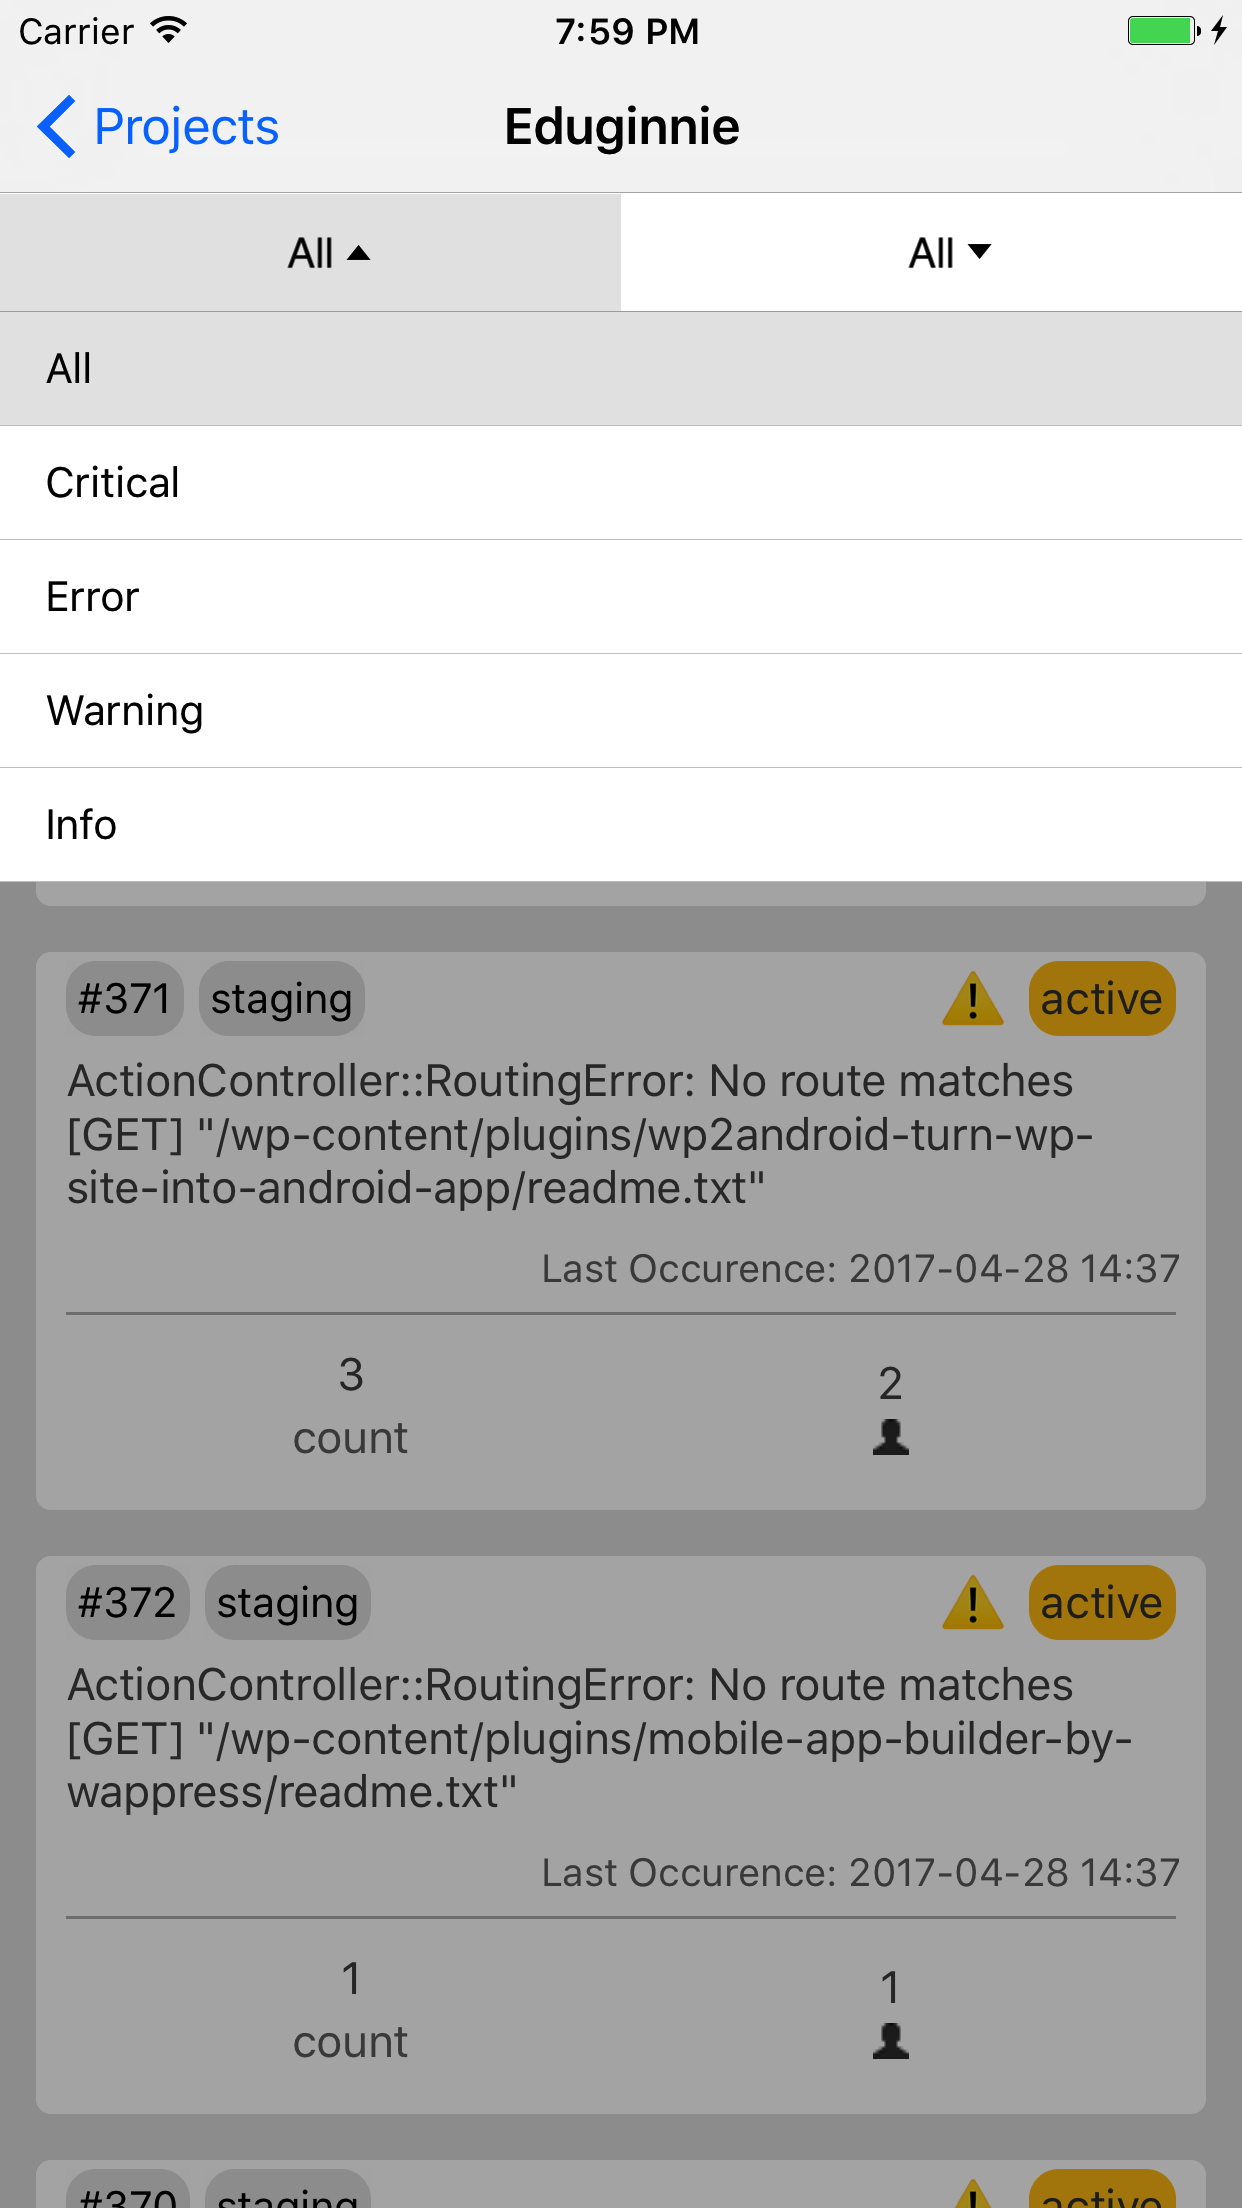 Carrier 7:59 PM
Projects Eduginnie
All All
All
Critical
Error
Warning
Info
#371 staging active
ActionController::RoutingError: No route matches
[GET] "/wp-content/plugins/wp2android-turn-wp-
site-into-android-app/readme.txt"
Last Occurence: 2017-04-28 14:37
3 2
count
#372 staging active
ActionController::RoutingError: No route matches
[GET] "/wp-content/plugins/mobile-app-builder-by-
wappress/readme.txt"
Last Occurence: 2017-04-28 14:37
1 1
count
#370 staging active